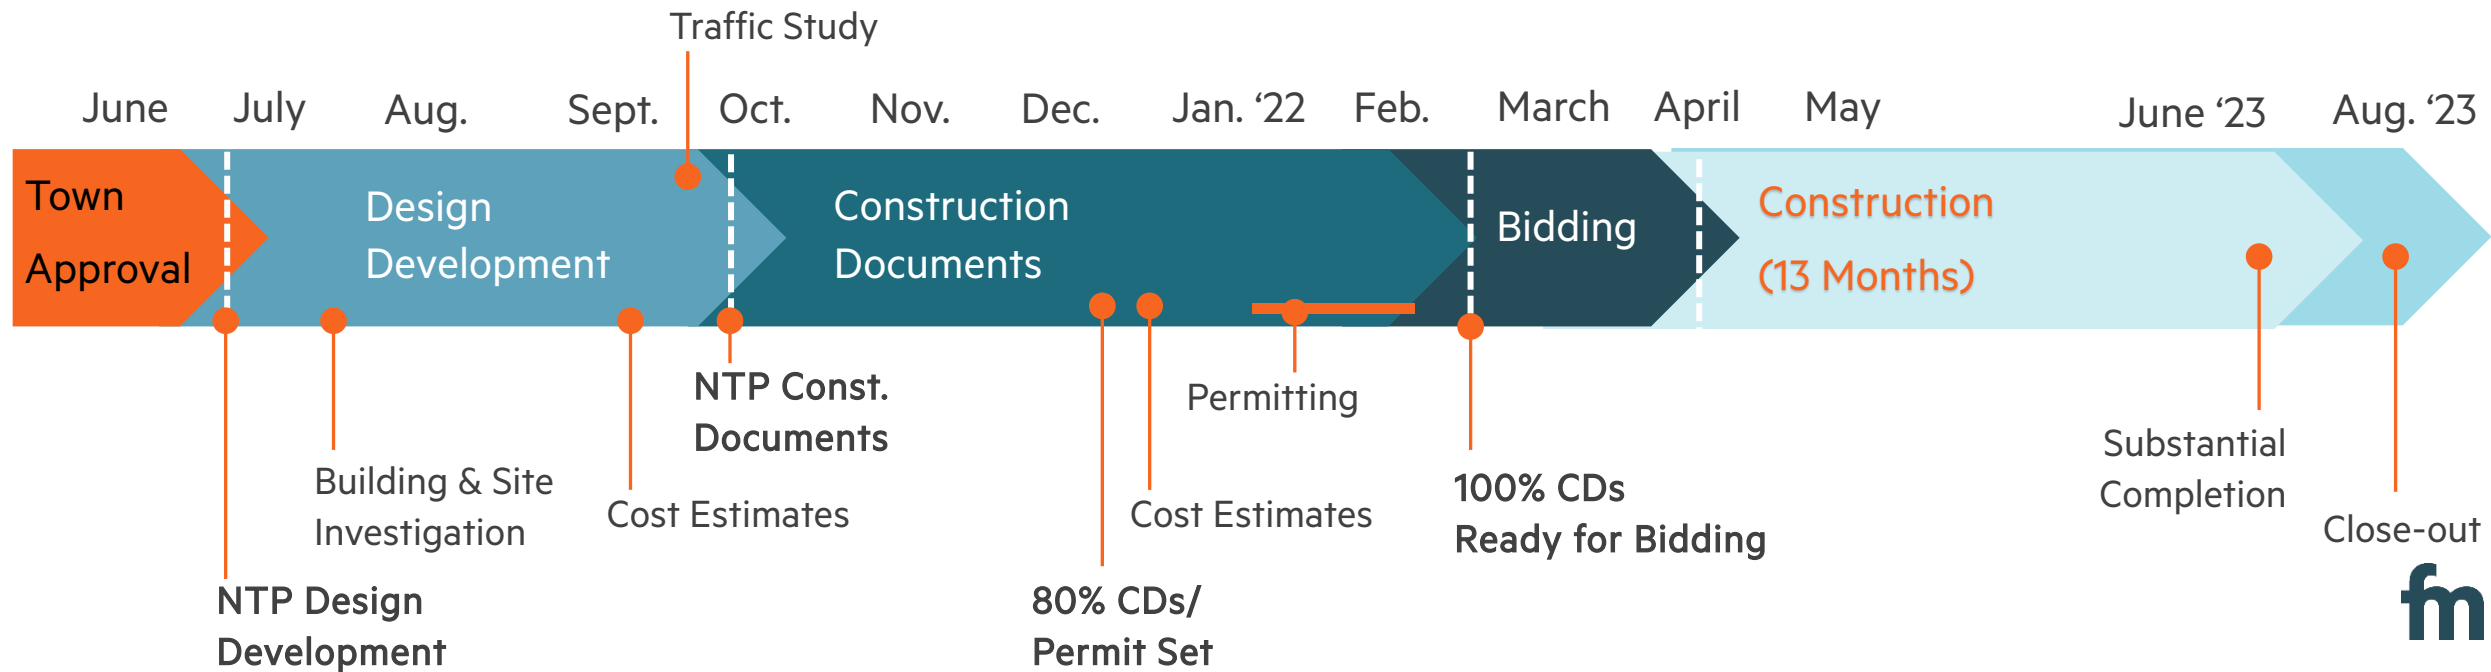 Traffic Study
June July Aug. Sept. Oct. Nov. Dec. Jan. ‘22 Feb. March April May June ‘23 Aug. ‘23
Town
Approval
Design
Development
Construction
Documents
Bidding
Construction
(13 Months)
NTP Const.
Documents
Permitting
Building & Site
Investigation
Cost Estimates
Cost Estimates
100% CDs
Ready for Bidding
Substantial
Completion
Close-out
NTP Design
Development
80% CDs/
Permit Set
fm